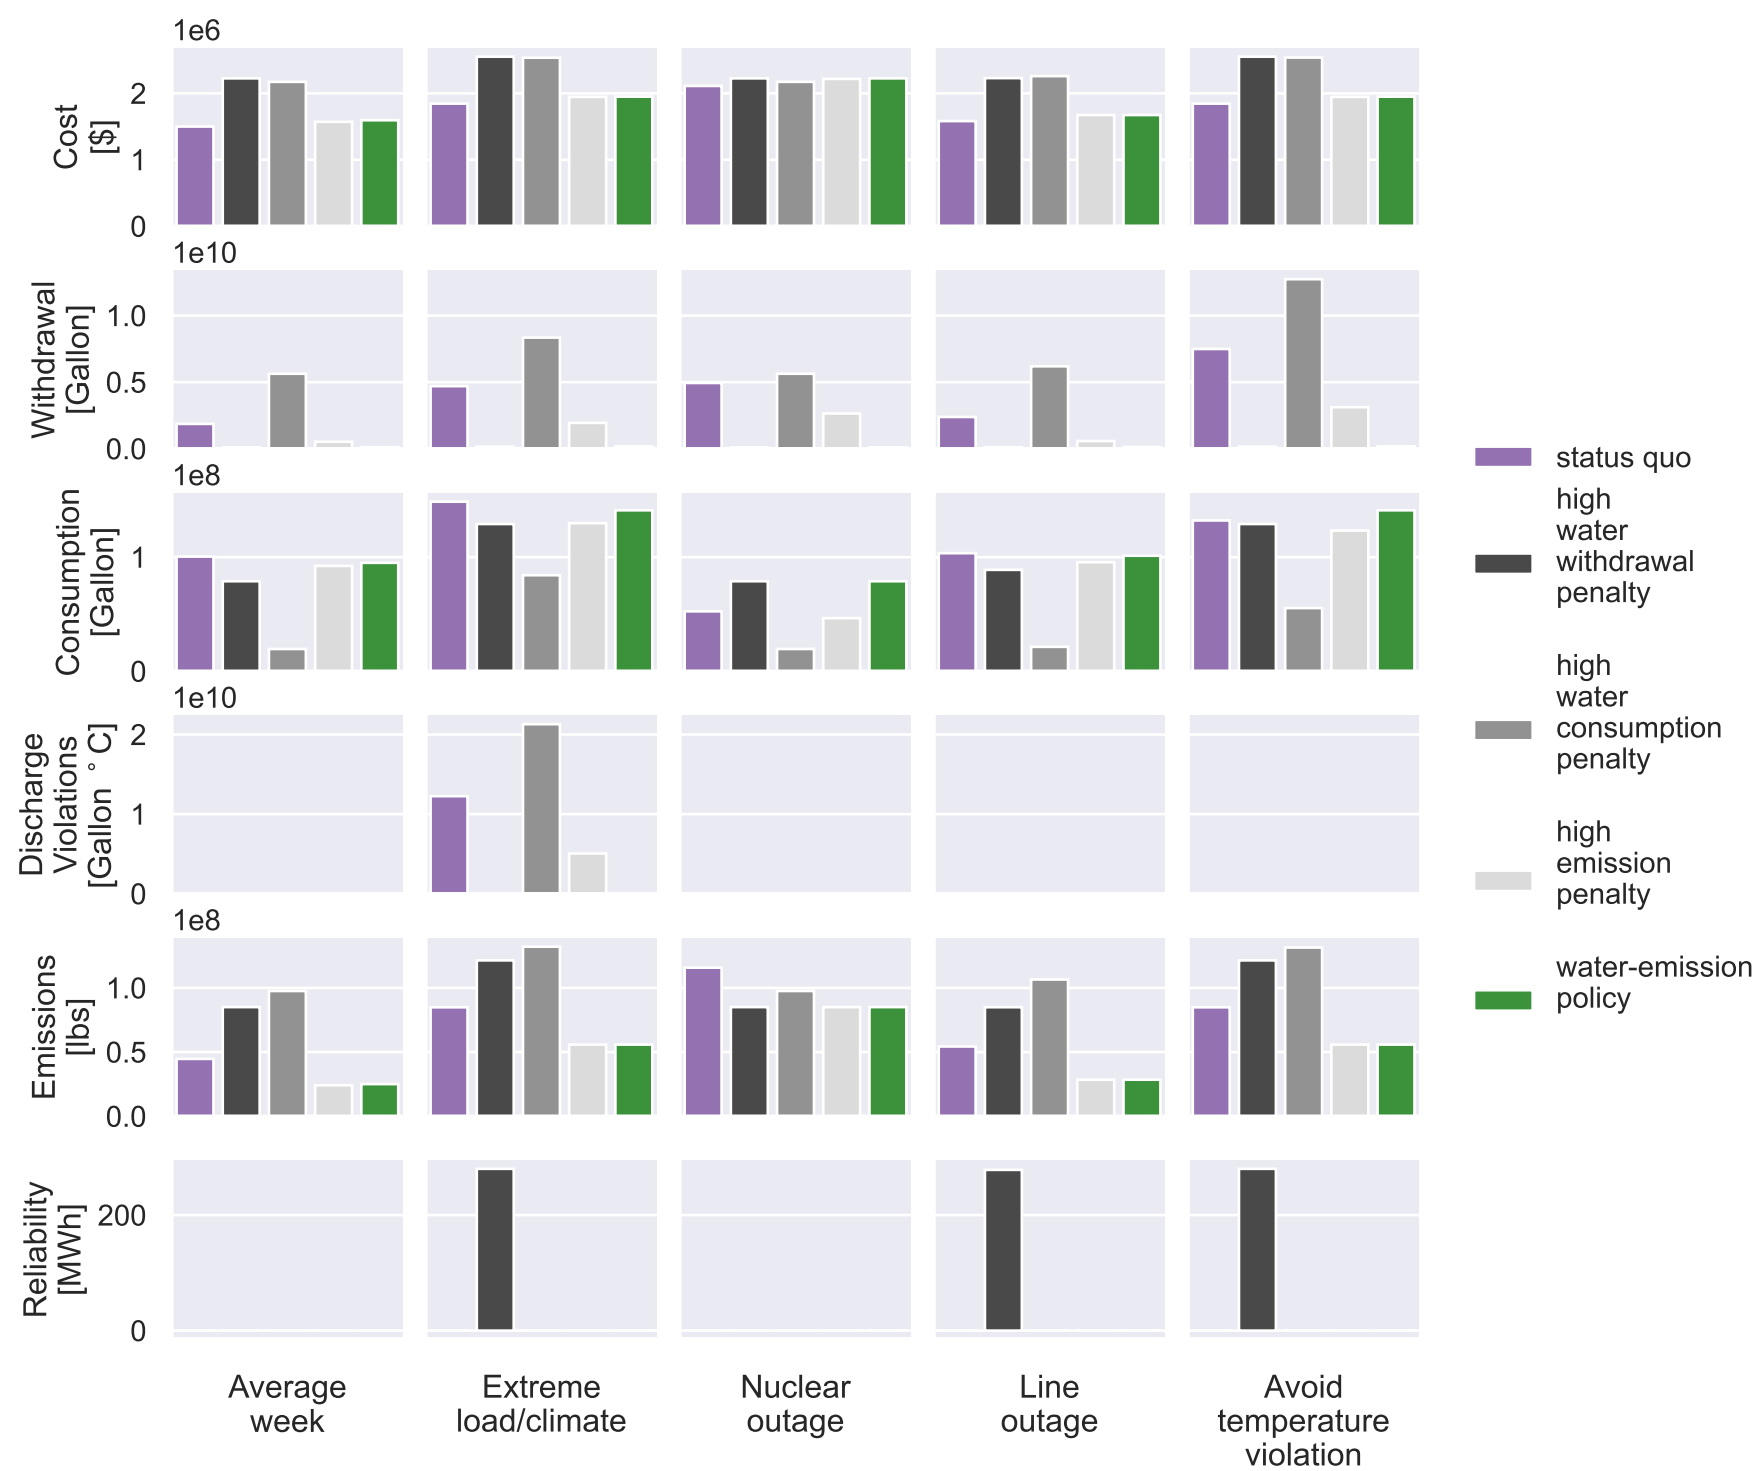 1e6
Cost
[$]
2
1
0
1e10
Withdrawal
[Gallon]
1.0
0.5
0.0
1e8
Consumption
[Gallon]
1
0
1e10
Discharge
Violations
[Gallon °C]
2
1
0
1e8
Emissions
[lbs]
1.0
0.5
0.0
Reliability
[MWh]
200
0
Average
week
Extreme
load/climate
Nuclear
outage
Line
outage
Avoid
temperature
violation
status quo
high
water
withdrawal
penalty
high
water
consumption
penalty
high
emission
penalty
water-emission
policy